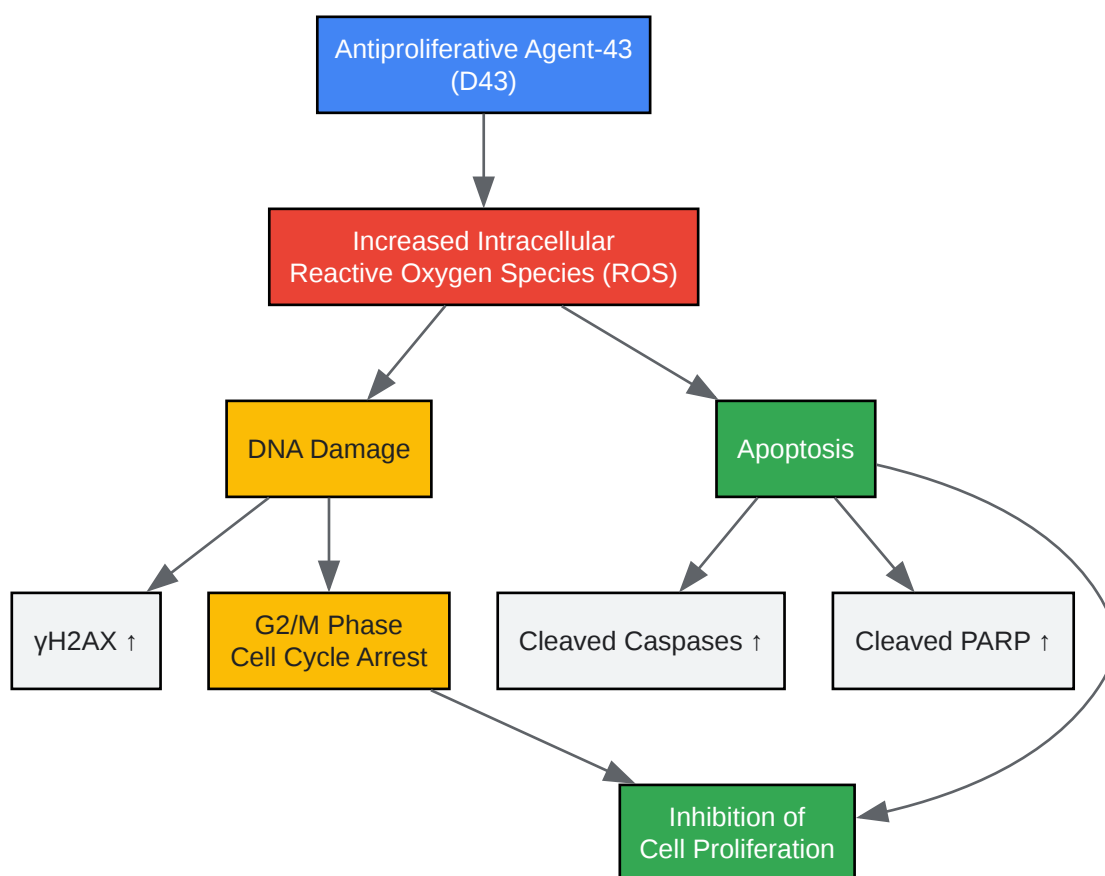 Antiproliferative Agent-43
(D43)
Increased Intracellular
Reactive Oxygen Species (ROS)
DNA Damage
Apoptosis
γH2AX ↑
G2/M Phase
Cell Cycle Arrest
Cleaved Caspases ↑
Cleaved PARP ↑
Inhibition of
Cell Proliferation